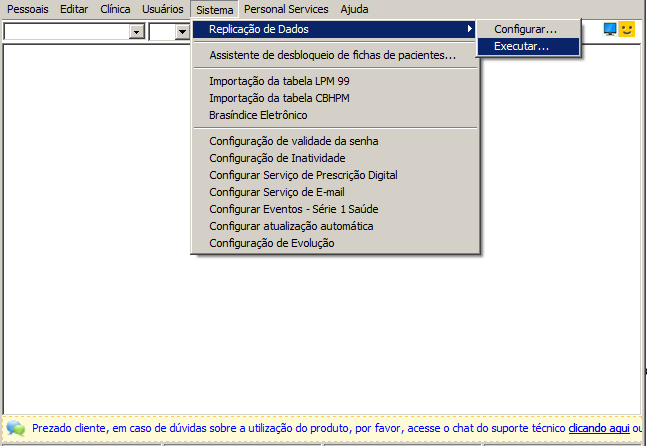 Pessoais Editar Clínica Usuários Sistema Personal Services Ajuda
Replicação de Dados
Configurar...
Executar...
Assistente de desbloqueio de fichas de pacientes...
Importação da tabela LPM 99
Importação da tabela CBHPM
Brasíndice Eletrônico
Configuração de validade da senha
Configuração de Inatividade
Configurar Serviço de Prescrição Digital
Configurar Serviço de E-mail
Configurar Eventos - Série 1 Saúde
Configurar atualização automática
Configuração de Evolução
Prezado cliente, em caso de dúvidas sobre a utilização do produto, por favor, acesse o chat do suporte técnico clicando aqui ou